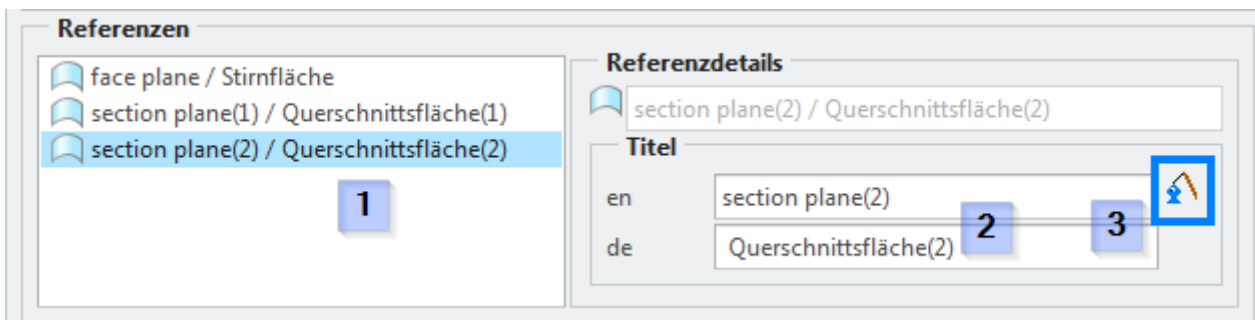 Referenzen
face plane / Stirnfläche
section plane(1) / Querschnittsfläche(1)
section plane(2) / Querschnittsfläche(2)
1
Referenzdetails
section plane(2) / Querschnittsfläche(2)
Titel
en section plane(2)
2
3
de Querschnittsfläche(2)